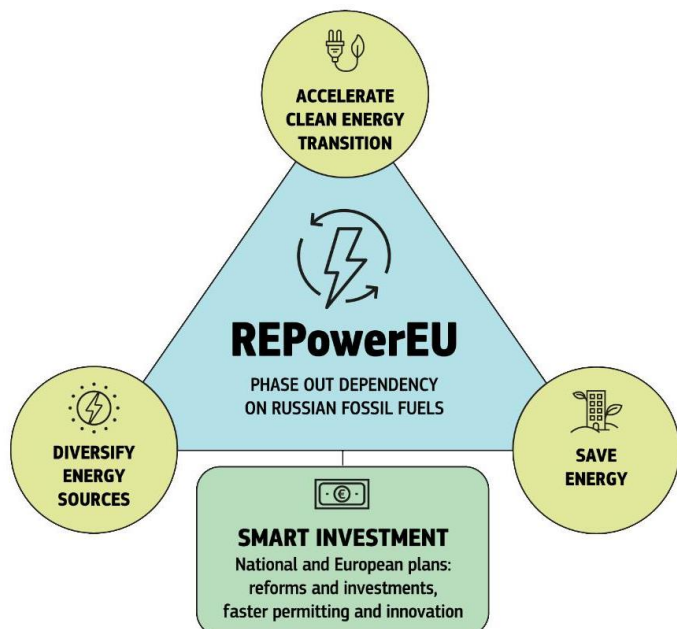 ACCELERATE
CLEAN ENERGY
TRANSITION
REPowerEU
PHASE OUT DEPENDENCY
ON RUSSIAN FOSSIL FUELS
DIVERSIFY
ENERGY
SOURCES
SAVE
ENERGY
€
SMART INVESTMENT
National and European plans:
reforms and investments,
faster permitting and innovation